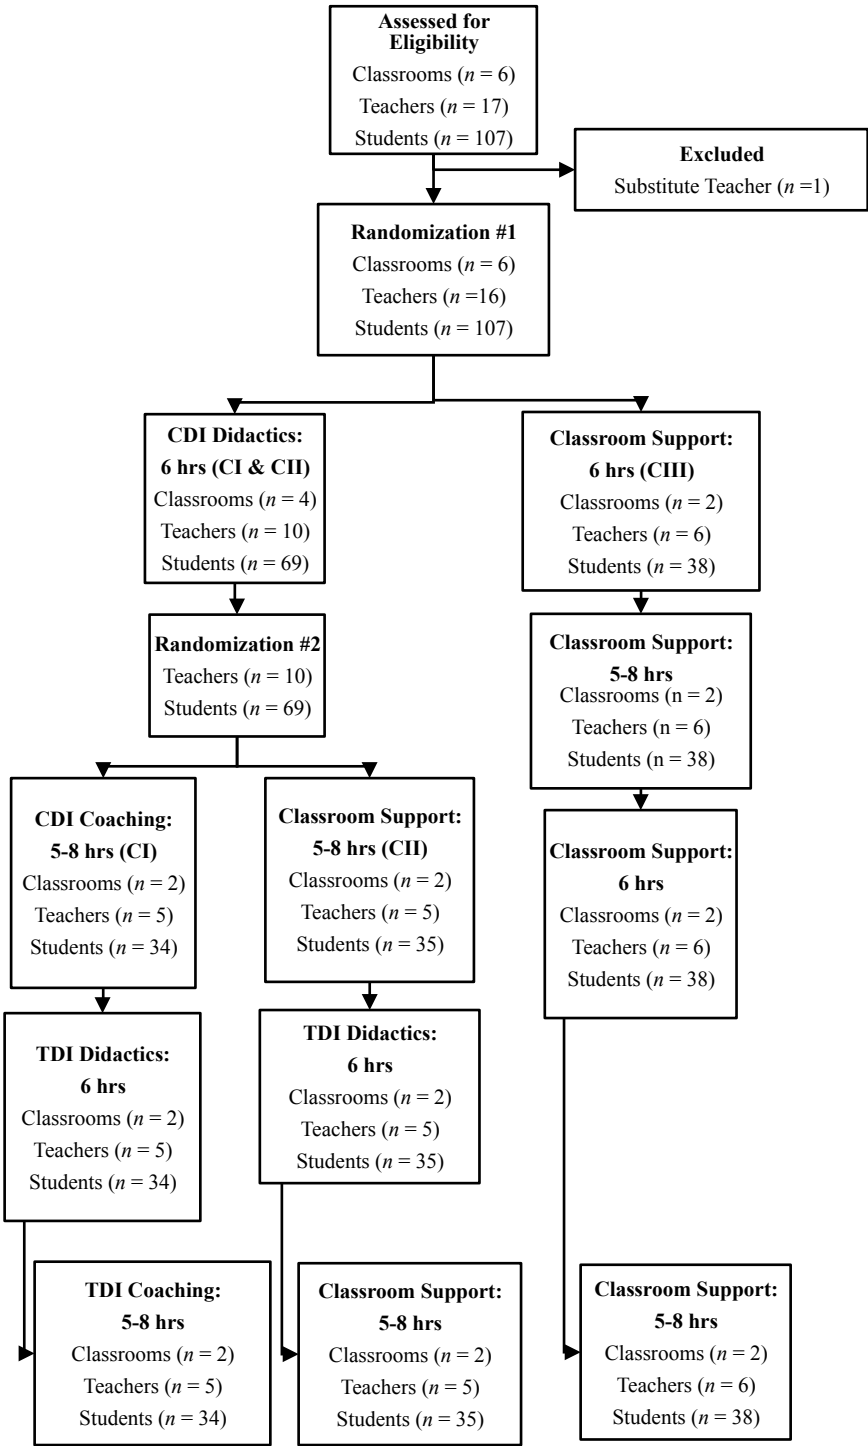 Assessed for
Eligibility
Classrooms (n = 6)
Teachers (n = 17)
Students (n = 107)
Excluded
Substitute Teacher (n =1)
Randomization #1
Classrooms (n = 6)
Teachers (n =16)
Students (n = 107)
CDI Didactics:
6 hrs (CI & CII)
Classrooms (n = 4)
Teachers (n = 10)
Students (n = 69)
Classroom Support:
6 hrs (CIII)
Classrooms (n = 2)
Teachers (n = 6)
Students (n = 38)
Randomization #2
Teachers (n = 10)
Students (n = 69)
Classroom Support:
5-8 hrs
Classrooms (n = 2)
Teachers (n = 6)
Students (n = 38)
CDI Coaching:
5-8 hrs (CI)
Classrooms (n = 2)
Teachers (n = 5)
Students (n = 34)
Classroom Support:
5-8 hrs (CII)
Classrooms (n = 2)
Teachers (n = 5)
Students (n = 35)
Classroom Support:
6 hrs
Classrooms (n = 2)
Teachers (n = 6)
Students (n = 38)
TDI Didactics:
6 hrs
Classrooms (n = 2)
Teachers (n = 5)
Students (n = 34)
TDI Didactics:
6 hrs
Classrooms (n = 2)
Teachers (n = 5)
Students (n = 35)
TDI Coaching:
5-8 hrs
Classrooms (n = 2)
Teachers (n = 5)
Students (n = 34)
Classroom Support:
5-8 hrs
Classrooms (n = 2)
Teachers (n = 5)
Students (n = 35)
Classroom Support:
5-8 hrs
Classrooms (n = 2)
Teachers (n = 6)
Students (n = 38)